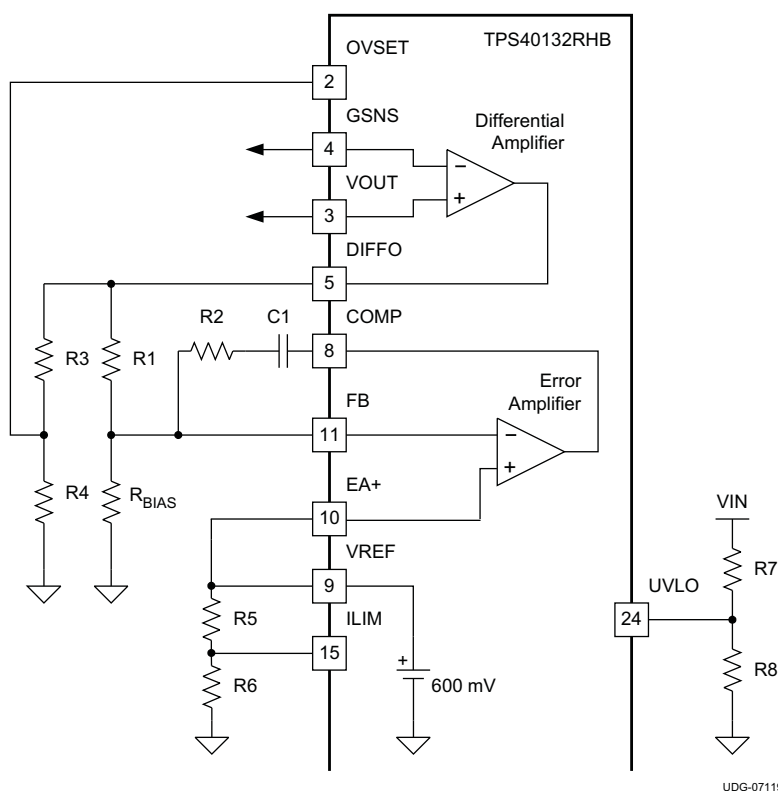 OVSET
TPS40132RHB
2
GSNS
Differential
Amplifier
4
−
VOUT
3
+
DIFFO
5
R2
C1
COMP
8
R3
R1
Error
Amplifier
FB
11
−
R4
RBIAS
EA+
+
10
VIN
VREF
9
R7
UVLO
R5
ILIM
24
15
R6
+
600 mV
R8